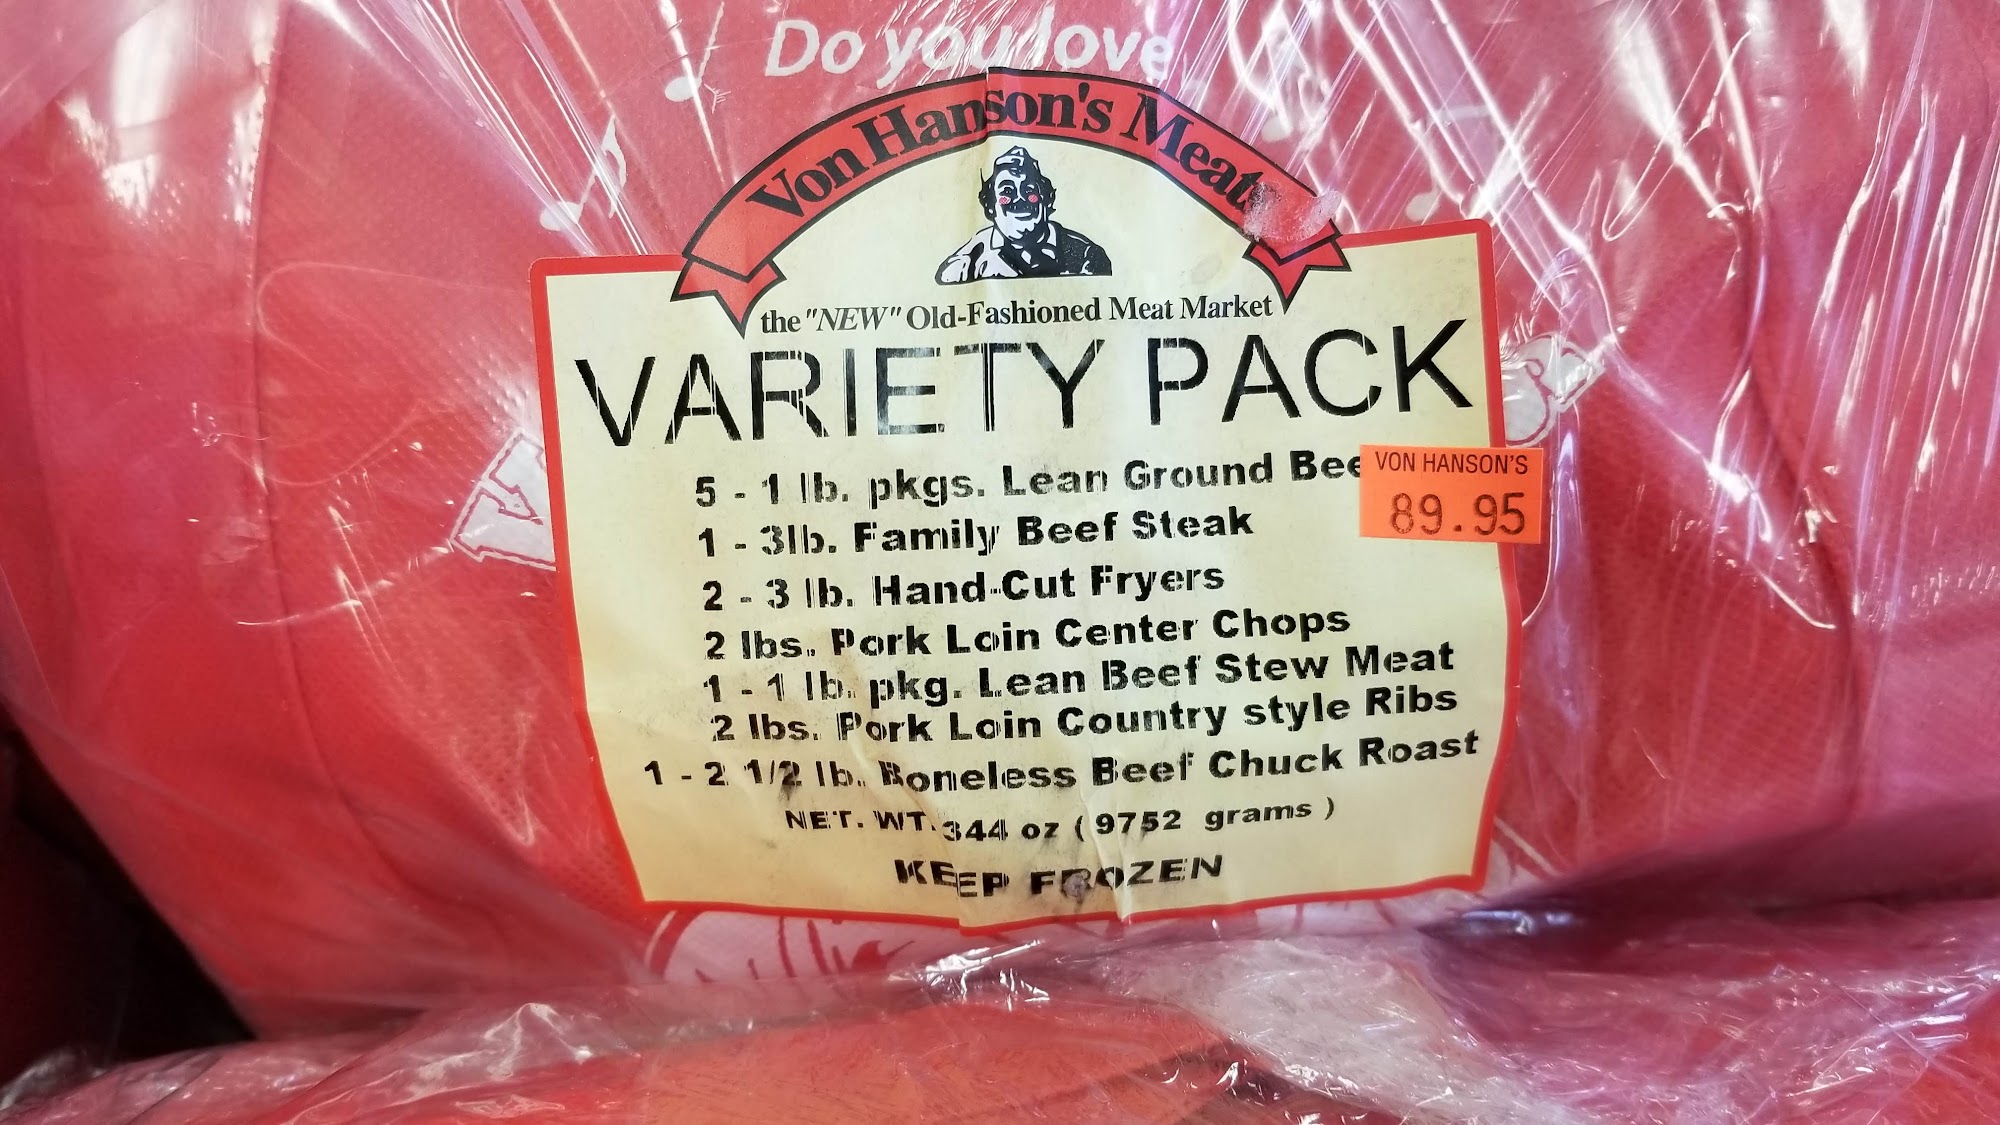 Do you love
Von Hanson's Meats
the "NEW" Old-Fashioned Meat Market
VARIETY PACK
5 - 1 lb. pkgs. Lean Ground Bee
VON HANSON'S
89.95
1 - 3lb. Family Beef Steak
2 - 3 lb. Hand-Cut Fryers
2 lbs. Pork Loin Center Chops
1 - 1 lb. pkg. Lean Beef Stew Meat
2 lbs. Pork Loin Country style Ribs
1 - 2 1/2 lb. Boneless Beef Chuck Roast
NET. WT. 344 oz ( 9752 grams )
KEEP FROZEN